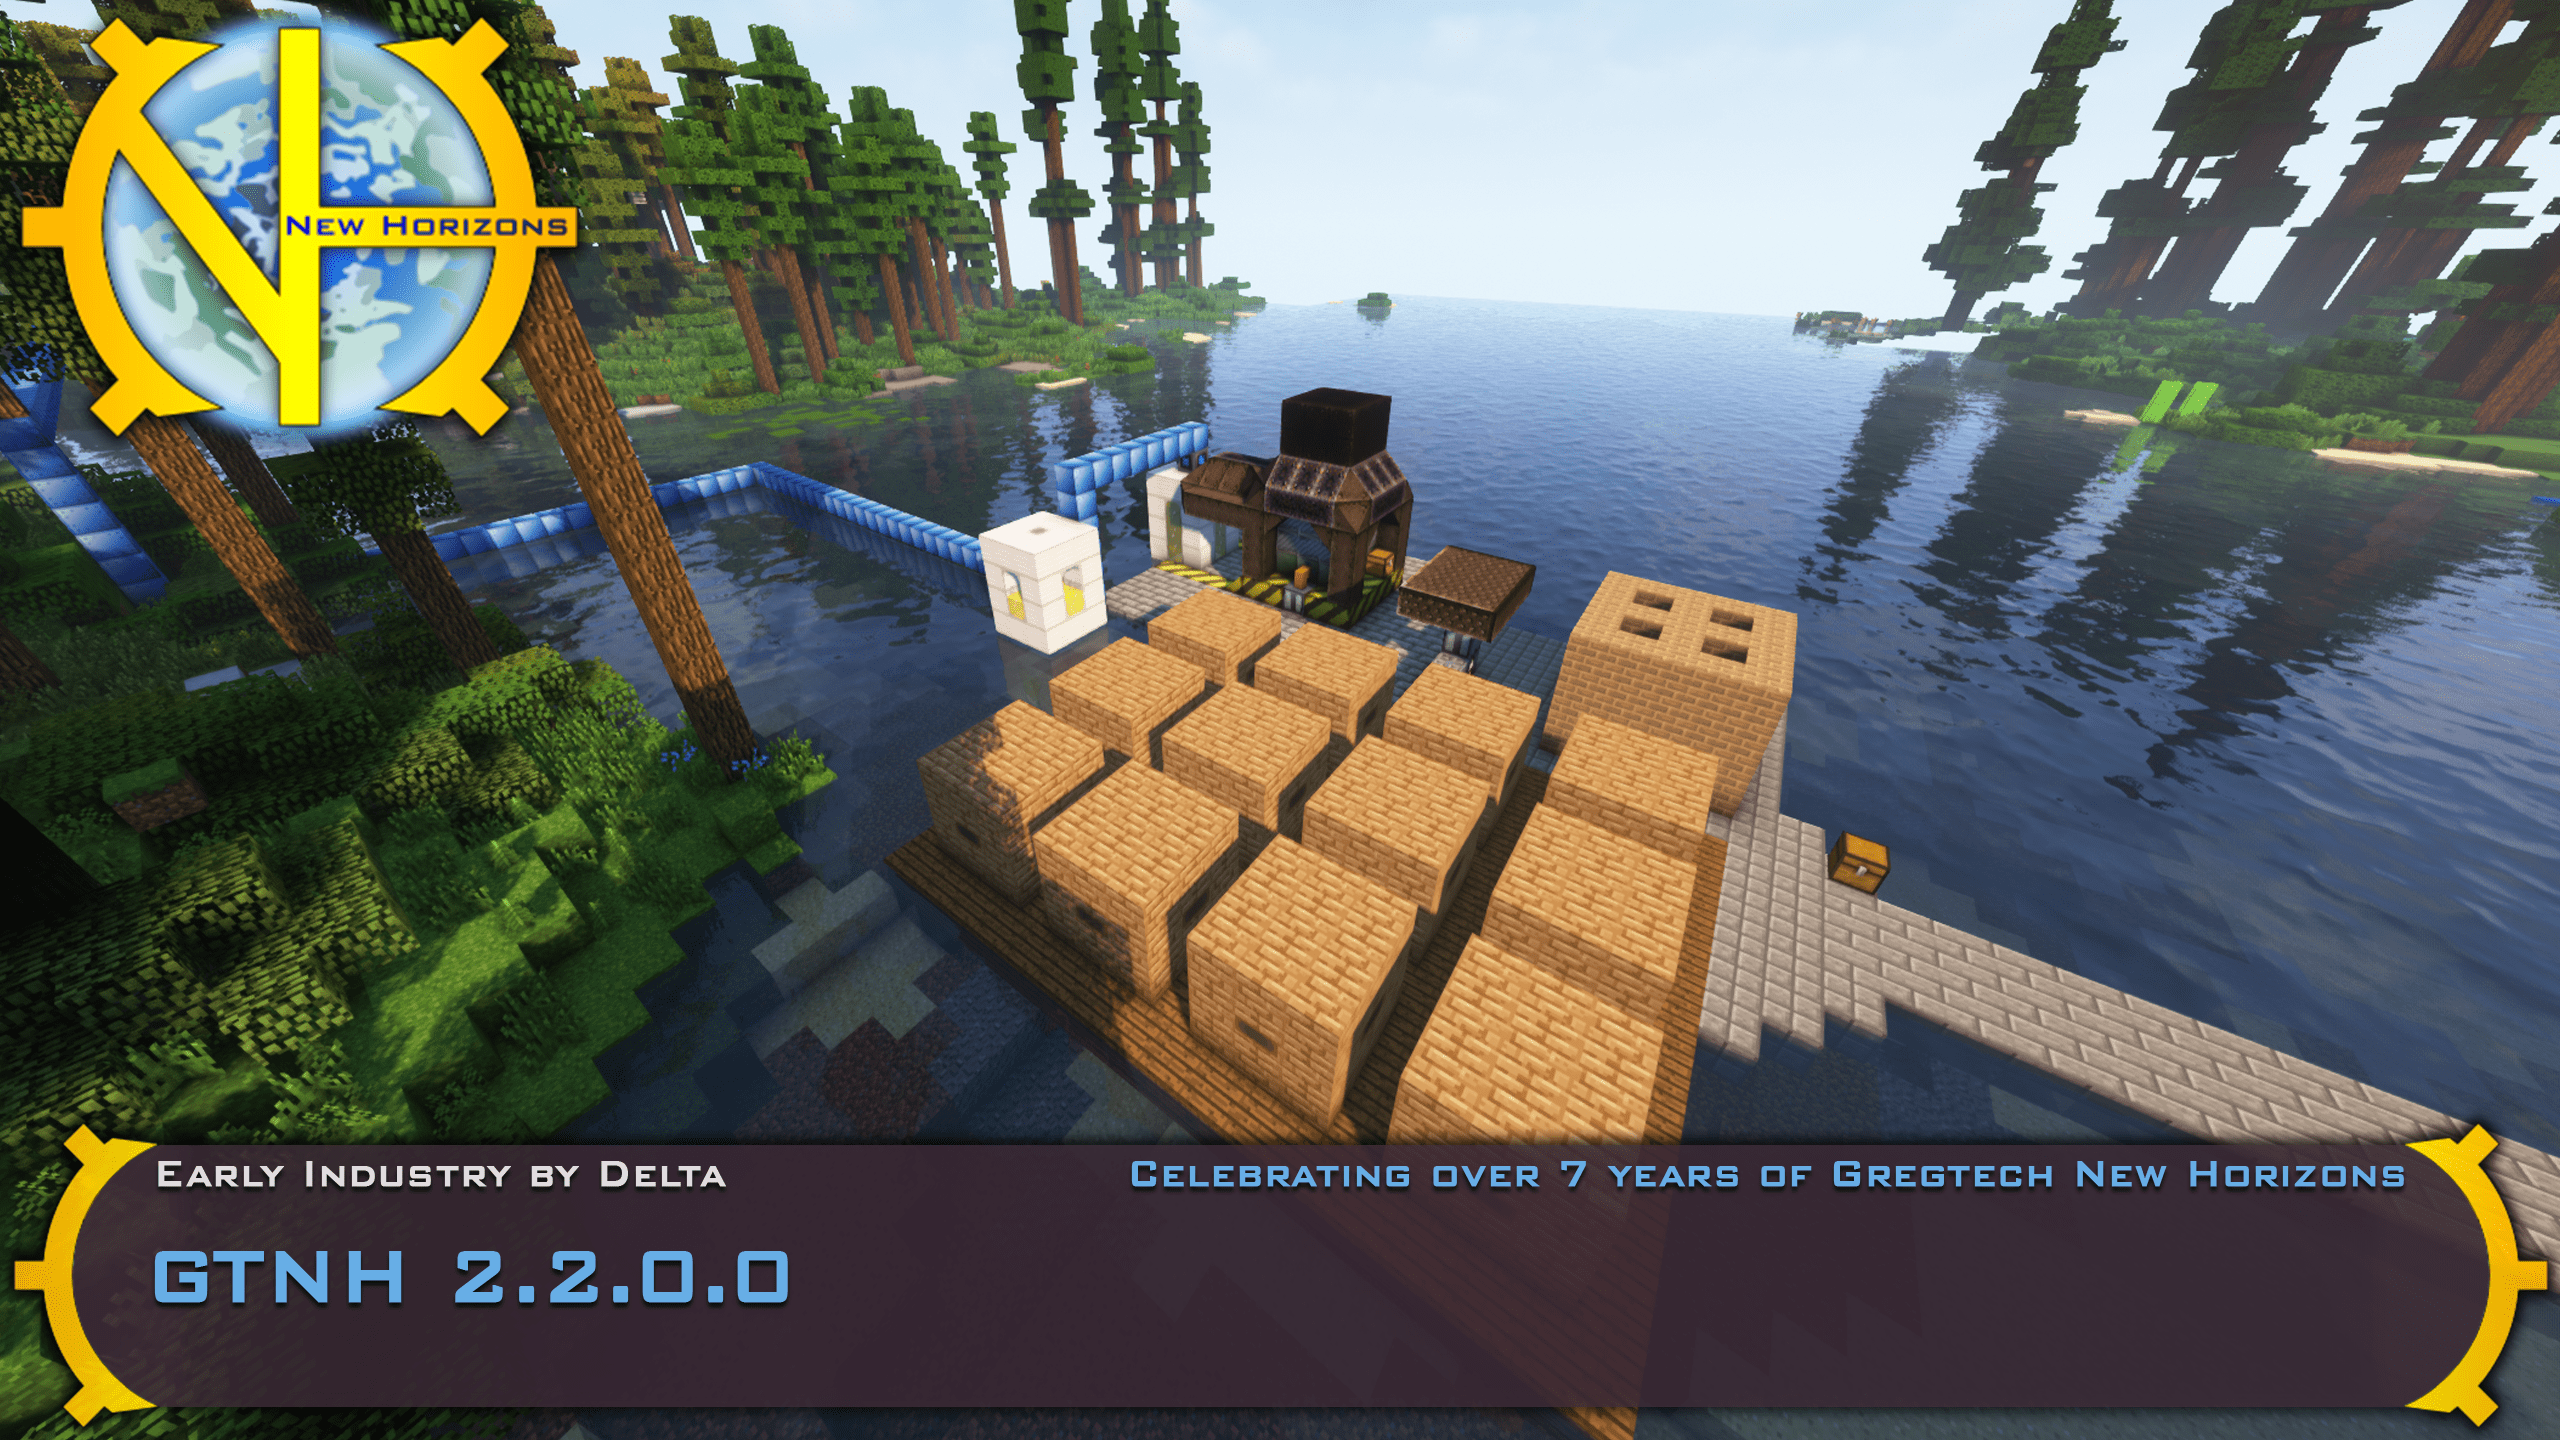 New Horizons
Early Industry by Delta
Celebrating over 7 years of Gregtech New Horizons
GTNH 2.2.0.0